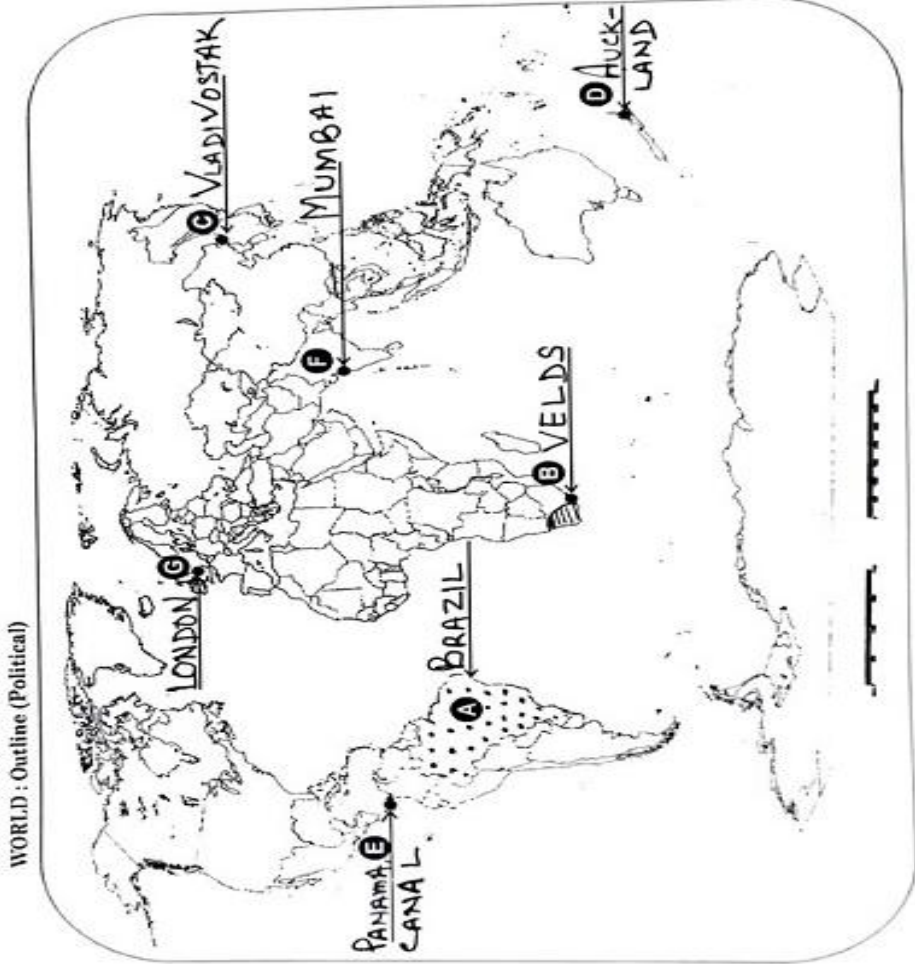 WORLD : Outline (Political)
C VLADIVOSTAK
G LONDON
F MUMBAI
PANAMA E
CANAL
A
BRAZIL
B VELDS
D AUCK-
LAND